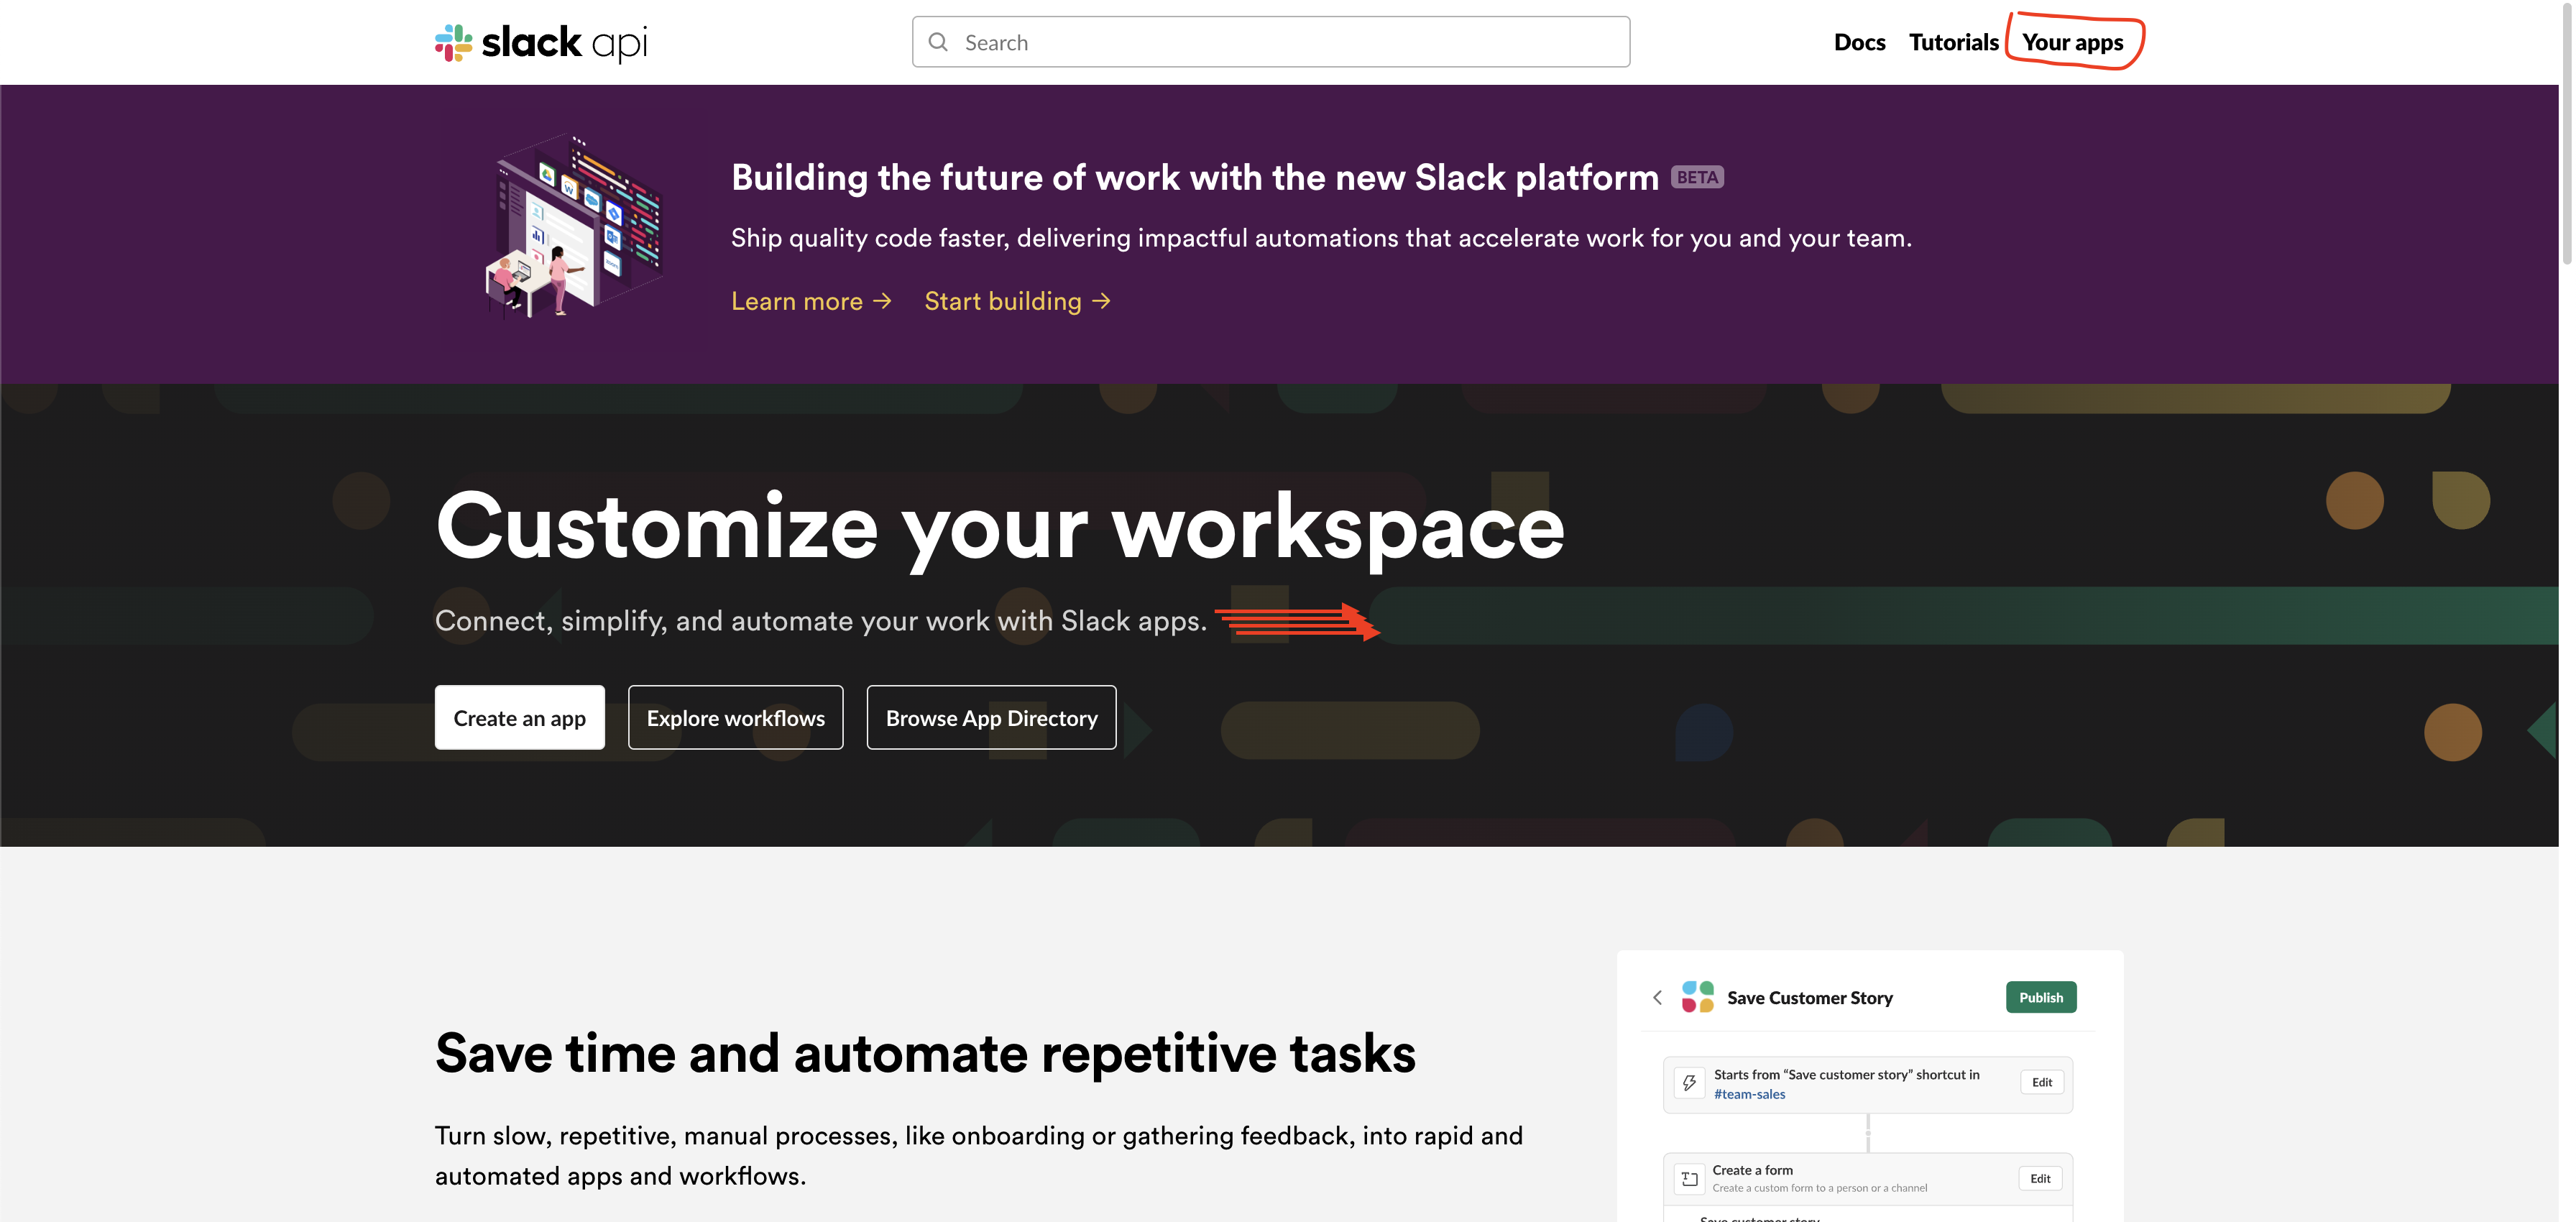 slack api
Search
Docs Tutorials Your apps
Building the future of work with the new Slack platform BETA
Ship quality code faster, delivering impactful automations that accelerate work for you and your team.
Learn more → Start building →
Customize your workspace
Connect, simplify, and automate your work with Slack apps.
Create an app Explore workflows Browse App Directory
Save time and automate repetitive tasks
Turn slow, repetitive, manual processes, like onboarding or gathering feedback, into rapid and
automated apps and workflows.
Save Customer Story Publish
Starts from “Save customer story” shortcut in
#team-sales
Edit
Create a form
Create a custom form to a person or a channel
Edit
Save customer story